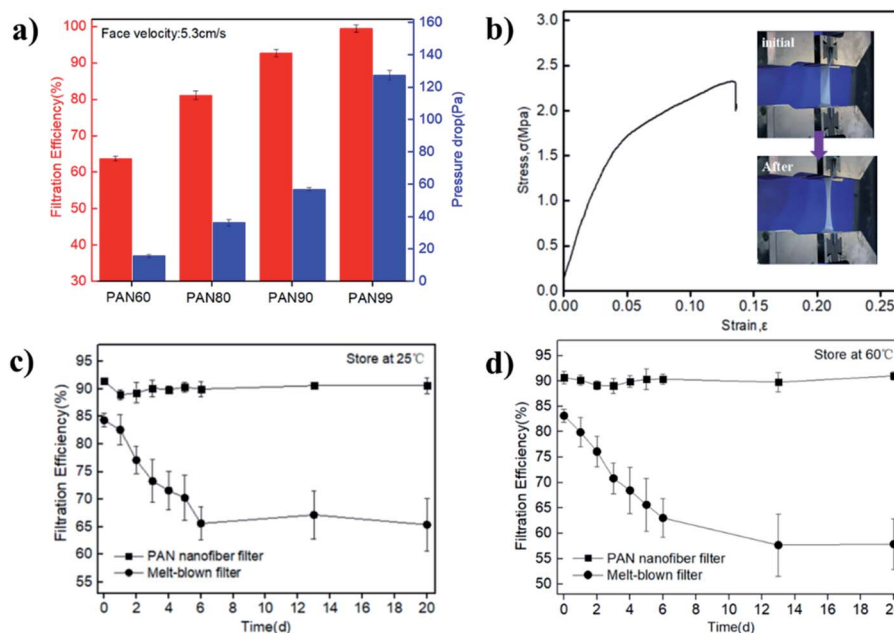 a)
Face velocity:5.3cm/s
Filtration Efficiency(%)
100
90
80
70
60
50
40
30
Pressure drop(Pa)
160
140
120
100
80
60
40
20
0
PAN60 PAN80 PAN90 PAN99
b)
Stress,σ(Mpa)
3.0
2.5
2.0
1.5
1.0
0.5
0.0
initial
After
0.00 0.05 0.10 0.15 0.20 0.25
Strain,ε
c)
Store at 25℃
Filtration Efficiency(%)
100
95
90
85
80
75
70
65
60
55
PAN nanofiber filter
Melt-blown filter
0 2 4 6 8 10 12 14 16 18 20
Time(d)
d)
Store at 60℃
Filtration Efficiency(%)
100
95
90
85
80
75
70
65
60
55
50
PAN nanofiber filter
Melt-blown filter
0 2 4 6 8 10 12 14 16 18 20
Time(d)